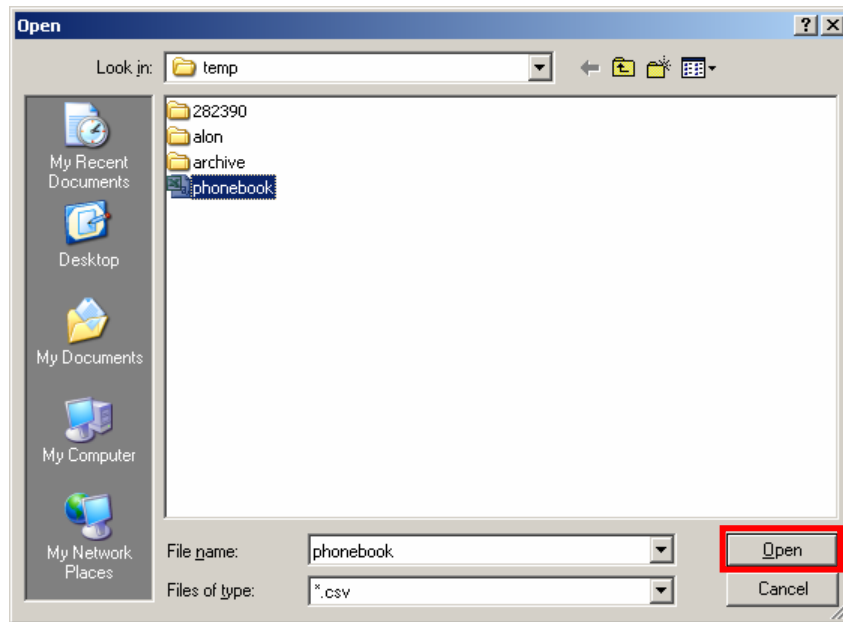 Open
Look in:
temp
282390
alon
archive
phonebook
My Recent
Documents
Desktop
My Documents
My Computer
My Network
Places
File name:
phonebook
Open
Files of type:
*.csv
Cancel